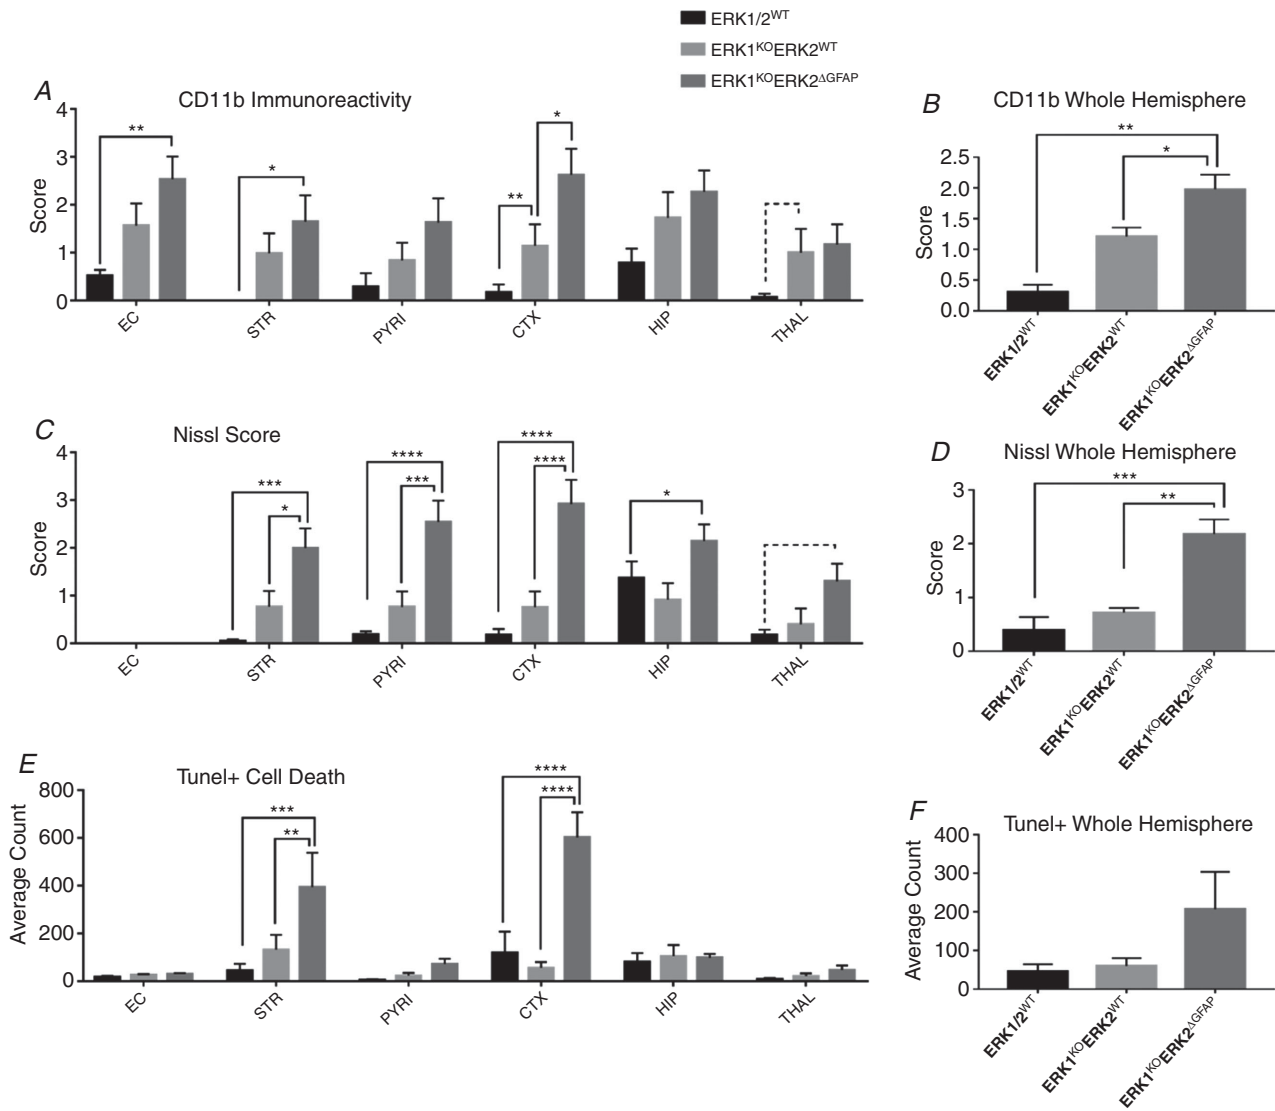 ERK1/2^WT
ERK1^KOERK2^WT
ERK1^KOERK2^ΔGFAP
A
CD11b Immunoreactivity
Score
4
3
2
1
0
**
*
**
*
EC
STR
PYRI
CTX
HIP
THAL
B
CD11b Whole Hemisphere
Score
2.5
2.0
1.5
1.0
0.5
0.0
**
*
ERK1/2^WT
ERK1^KOERK2^WT
ERK1^KOERK2^ΔGFAP
C
Nissl Score
Score
4
3
2
1
0
***
*
****
***
****
****
*
EC
STR
PYRI
CTX
HIP
THAL
D
Nissl Whole Hemisphere
Score
3
2
1
0
***
**
ERK1/2^WT
ERK1^KOERK2^WT
ERK1^KOERK2^ΔGFAP
E
Tunel+ Cell Death
Average Count
800
600
400
200
0
***
**
****
****
EC
STR
PYRI
CTX
HIP
THAL
F
Tunel+ Whole Hemisphere
Average Count
400
300
200
100
0
ERK1/2^WT
ERK1^KOERK2^WT
ERK1^KOERK2^ΔGFAP